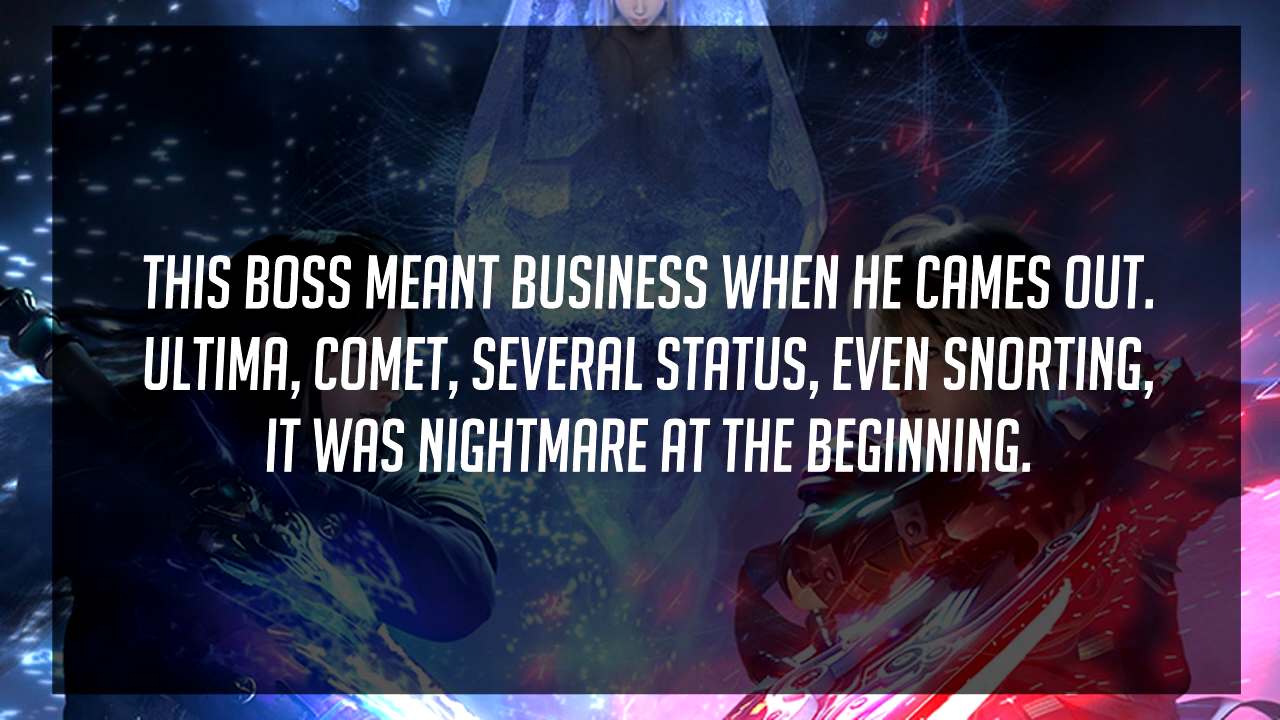 THIS BOSS MEANT BUSINESS WHEN HE CAMES OUT.
ULTIMA, COMET, SEVERAL STATUS, EVEN SNORTING,
IT WAS NIGHTMARE AT THE BEGINNING.